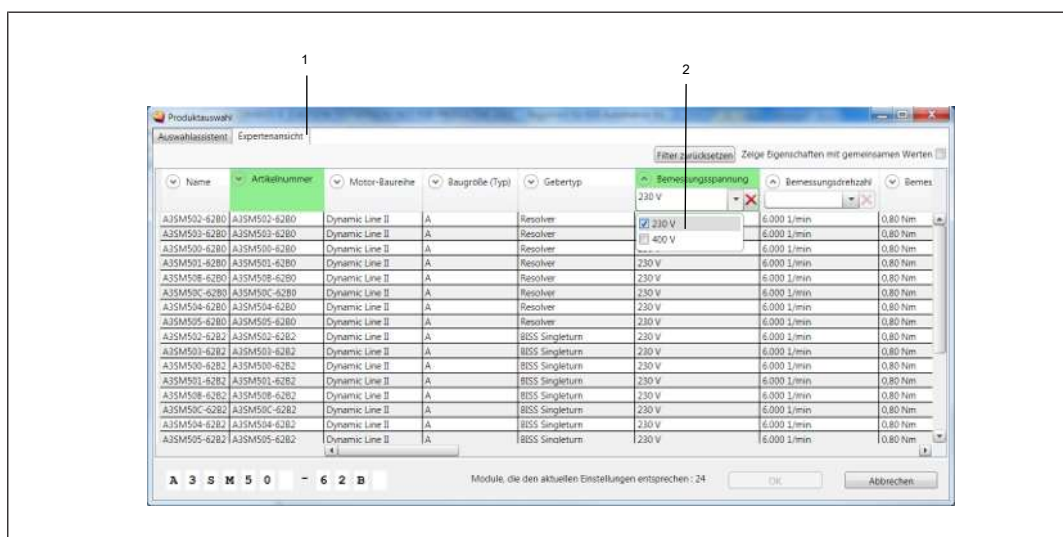 1
2
Produktauswahl
Auswahlassistent Expertenansicht
Filter zurücksetzen Zeige Eigenschaften mit gemeinsamen Werten
Name Artikelnummer Motor-Baureihe Baugröße (Typ) Gebertyp Bemessungsspannung Bemessungsdrehzahl Bemes
230 V
A3SM502-62B0 A3SM502-62B0 Dynamic Line II A Resolver 230 V 6.000 1/min 0,80 Nm
A3SM503-62B0 A3SM503-62B0 Dynamic Line II A Resolver 400 V 6.000 1/min 0,80 Nm
A3SM500-62B0 A3SM500-62B0 Dynamic Line II A Resolver 6.000 1/min 0,80 Nm
A3SM501-62B0 A3SM501-62B0 Dynamic Line II A Resolver 230 V 6.000 1/min 0,80 Nm
A3SM50B-62B0 A3SM50B-62B0 Dynamic Line II A Resolver 230 V 6.000 1/min 0,80 Nm
A3SM50C-62B0 A3SM50C-62B0 Dynamic Line II A Resolver 230 V 6.000 1/min 0,80 Nm
A3SM504-62B0 A3SM504-62B0 Dynamic Line II A Resolver 230 V 6.000 1/min 0,80 Nm
A3SM505-62B0 A3SM505-62B0 Dynamic Line II A Resolver 230 V 6.000 1/min 0,80 Nm
A3SM502-62B2 A3SM502-62B2 Dynamic Line II A BISS Singleturn 230 V 6.000 1/min 0,80 Nm
A3SM503-62B2 A3SM503-62B2 Dynamic Line II A BISS Singleturn 230 V 6.000 1/min 0,80 Nm
A3SM500-62B2 A3SM500-62B2 Dynamic Line II A BISS Singleturn 230 V 6.000 1/min 0,80 Nm
A3SM501-62B2 A3SM501-62B2 Dynamic Line II A BISS Singleturn 230 V 6.000 1/min 0,80 Nm
A3SM50B-62B2 A3SM50B-62B2 Dynamic Line II A BISS Singleturn 230 V 6.000 1/min 0,80 Nm
A3SM50C-62B2 A3SM50C-62B2 Dynamic Line II A BISS Singleturn 230 V 6.000 1/min 0,80 Nm
A3SM504-62B2 A3SM504-62B2 Dynamic Line II A BISS Singleturn 230 V 6.000 1/min 0,80 Nm
A3SM505-62B2 A3SM505-62B2 Dynamic Line II A BISS Singleturn 230 V 6.000 1/min 0,80 Nm
A 3 S M 5 0 - 6 2 B Module, die den aktuellen Einstellungen entsprechen : 24 OK Abbrechen